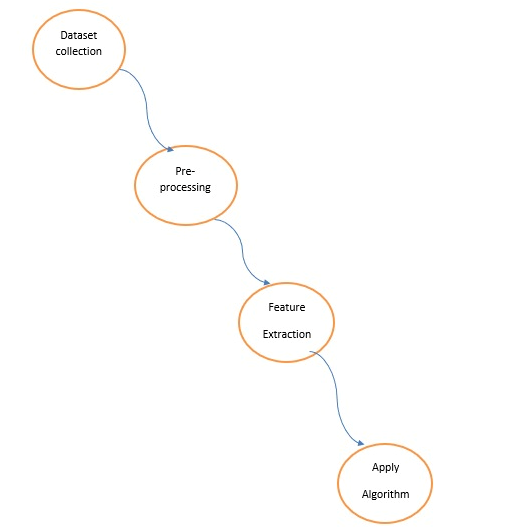 Dataset
collection
Pre-
processing
Feature
Extraction
Apply
Algorithm